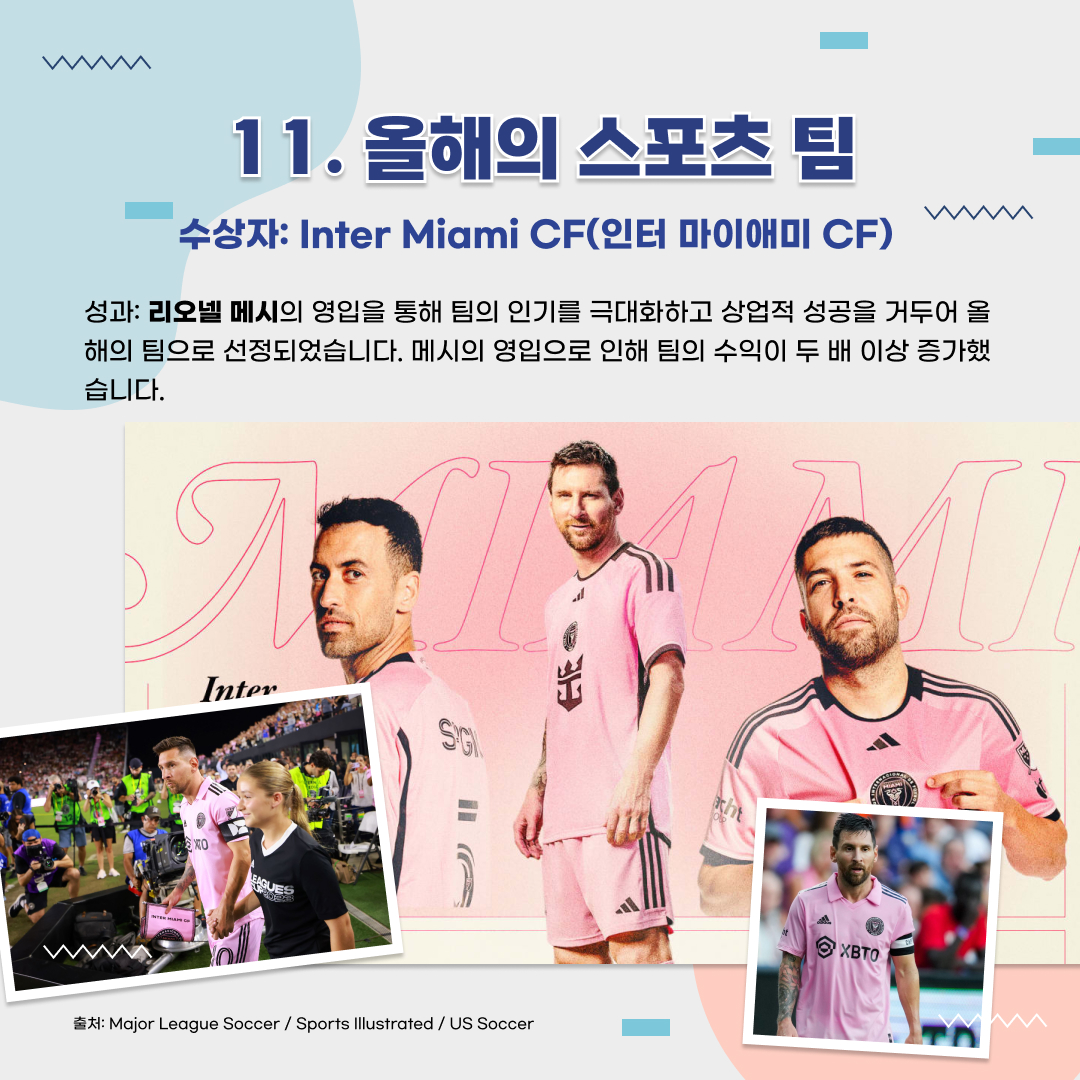 11. 올해의 스포츠 팀
수상자: Inter Miami CF(인터 마이애미 CF)
성과: 리오넬 메시의 영입을 통해 팀의 인기를 극대화하고 상업적 성공을 거두어 올
해의 팀으로 선정되었습니다. 메시의 영입으로 인해 팀의 수익이 두 배 이상 증가했
습니다.
MIAMI
Inter
INTER MIAMI CF
LEAGUES
MIAMI
XBTO
출처: Major League Soccer / Sports Illustrated / US Soccer